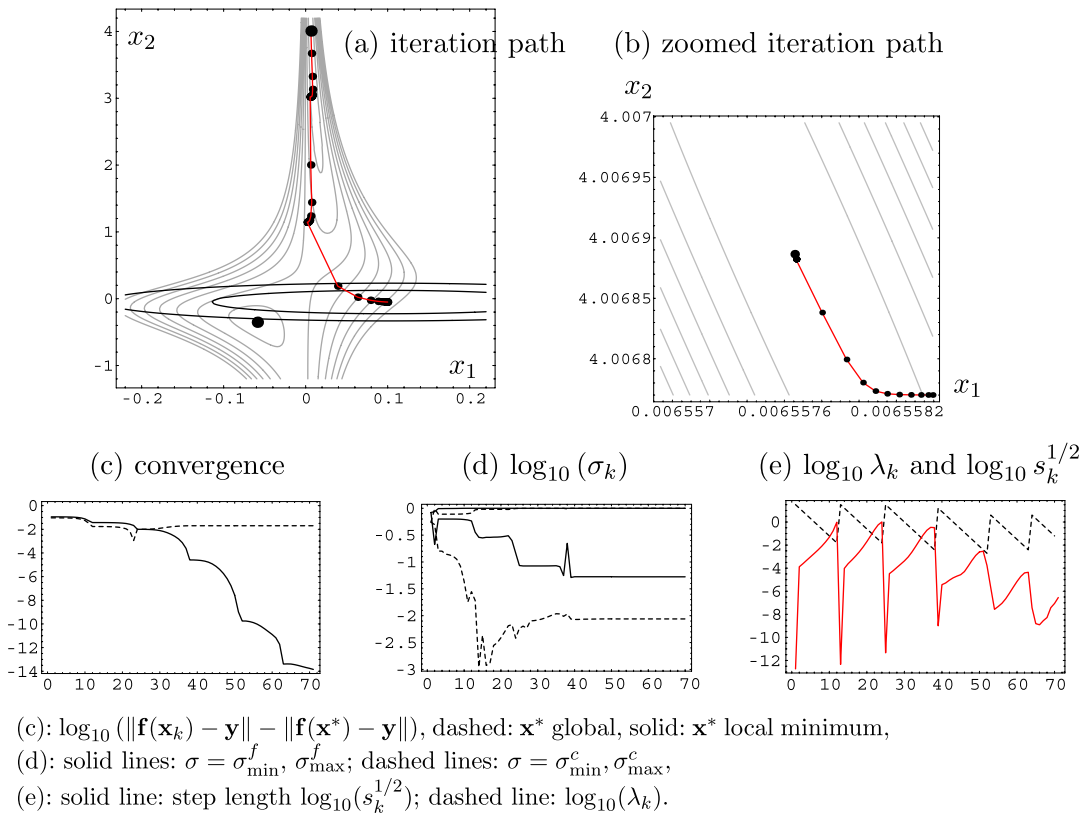 (a) iteration path
x₂
4
3
2
1
0
-1
x₁
-0.2 -0.1 0 0.1 0.2
(b) zoomed iteration path
x₂
4.007
4.00695
4.0069
4.00685
4.0068
x₁
0.0065557 0.0065576 0.0065582
(c) convergence
0
-2
-4
-6
-8
-10
-12
-14
0 10 20 30 40 50 60 70
(d) log₁₀ (σₖ)
0
-0.5
-1
-1.5
-2
-2.5
-3
0 10 20 30 40 50 60 70
(e) log₁₀ λₖ and log₁₀ sₖ^{1/2}
0
-2
-4
-6
-8
-10
-12
0 10 20 30 40 50 60 70
(c): log₁₀ (‖f(xₖ) − y‖ − ‖f(x*) − y‖), dashed: x* global, solid: x* local minimum,
(d): solid lines: σ = σ_min^f, σ_max^f; dashed lines: σ = σ_min^c, σ_max^c,
(e): solid line: step length log₁₀(sₖ^{1/2}); dashed line: log₁₀(λₖ).